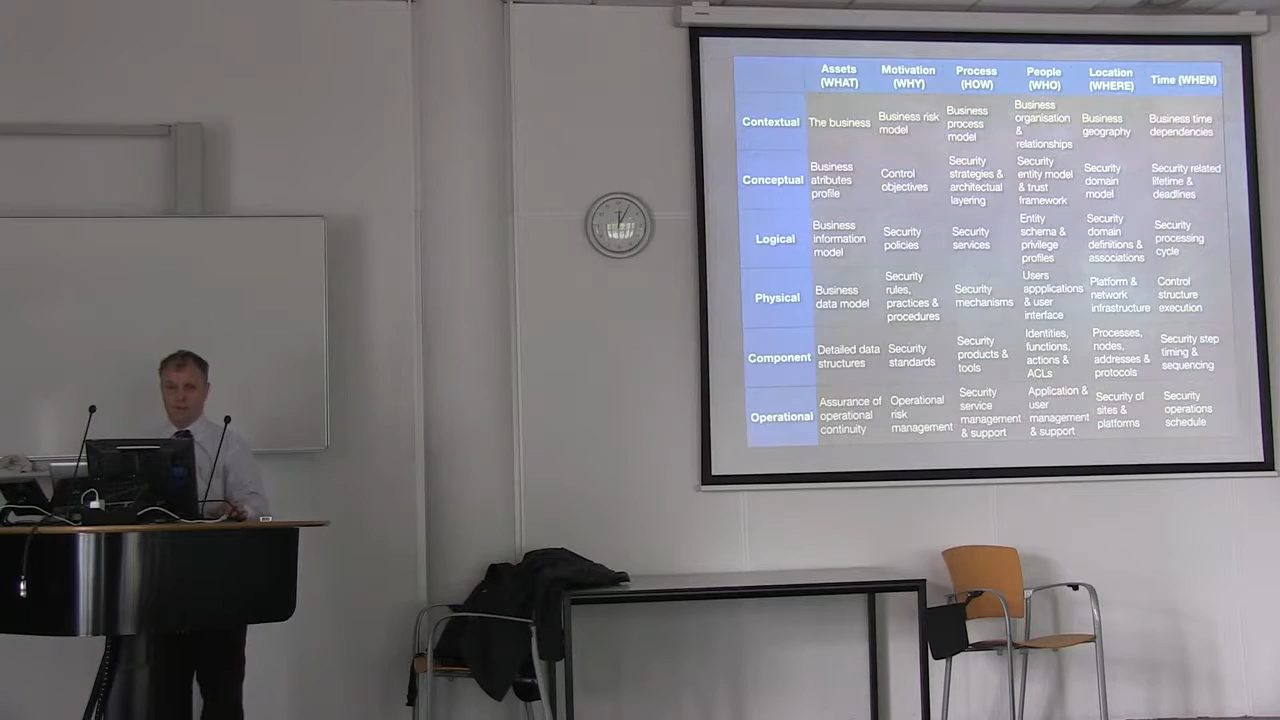 Assets (WHAT)
Motivation (WHY)
Process (HOW)
People (WHO)
Location (WHERE)
Time (WHEN)
Contextual
The business
Business risk model
Business process model
Business organisation & relationships
Business geography
Business time dependencies
Conceptual
Business atributes profile
Control objectives
Security strategies & architectural layering
Security entity model & trust framework
Security domain model
Security related lifetime & deadlines
Logical
Business information model
Security policies
Security services
Entity schema & privilege profiles
Security domain definitions & associations
Security processing cycle
Physical
Business data model
Security rules, practices & procedures
Security mechanisms
Users appplications & user interface
Platform & network infrastructure
Control structure execution
Component
Detailed data structures
Security standards
Security products & tools
Identities, functions, actions & ACLs
Processes, nodes, addresses & protocols
Security step timing & sequencing
Operational
Assurance of operational continuity
Operational risk management
Security service management & support
Application & user management & support
Security of sites & platforms
Security operations schedule